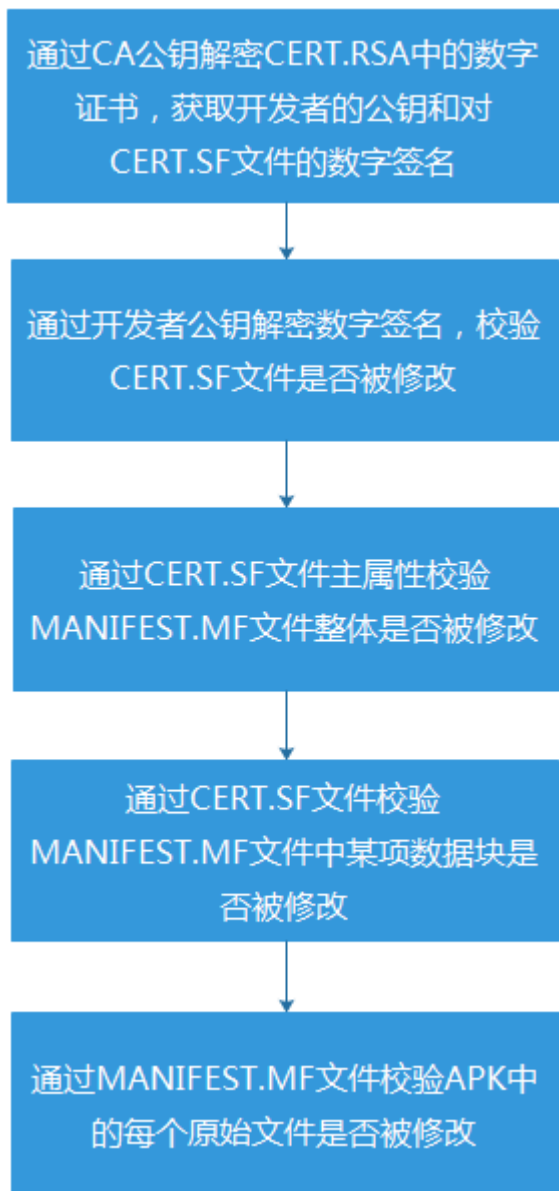 通过CA公钥解密CERT.RSA中的数字
证书，获取开发者的公钥和对
CERT.SF文件的数字签名
通过开发者公钥解密数字签名，校验
CERT.SF文件是否被修改
通过CERT.SF文件主属性校验
MANIFEST.MF文件整体是否被修改
通过CERT.SF文件校验
MANIFEST.MF文件中某项数据块是
否被修改
通过MANIFEST.MF文件校验APK中
的每个原始文件是否被修改